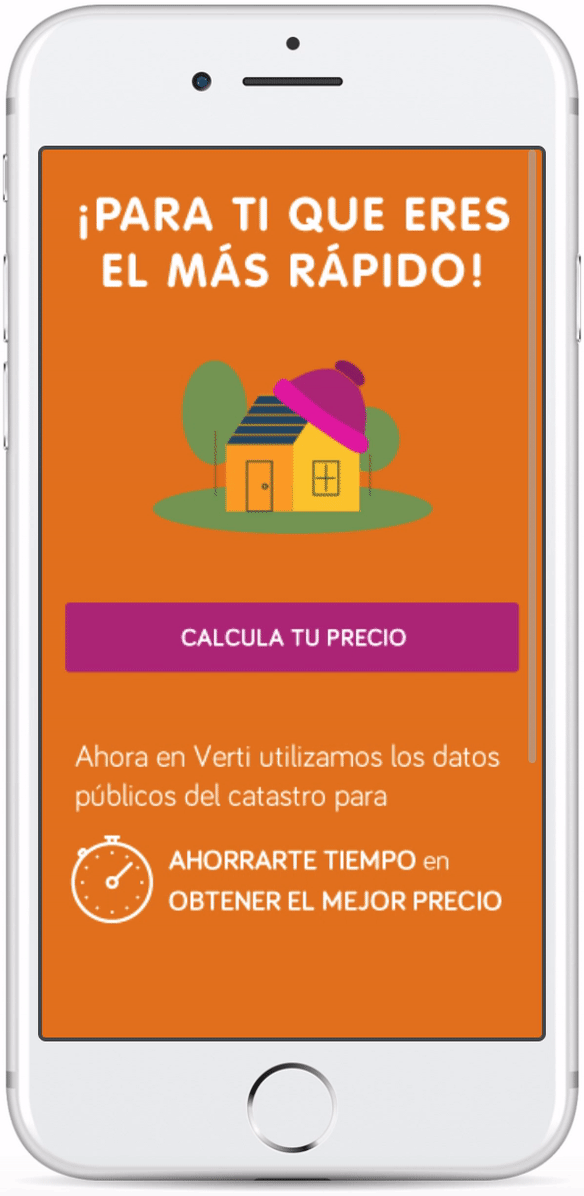 ¡PARA TI QUE ERES
EL MÁS RÁPIDO!
CALCULA TU PRECIO
Ahora en Verti utilizamos los datos
públicos del catastro para
AHORRARTE TIEMPO en
OBTENER EL MEJOR PRECIO